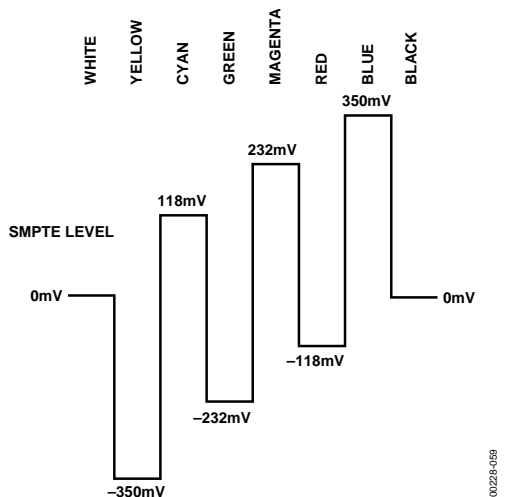 WHITE
YELLOW
CYAN
GREEN
MAGENTA
RED
BLUE
BLACK
350mV
232mV
118mV
SMPTE LEVEL
0mV
0mV
–118mV
–232mV
–350mV
00228-059